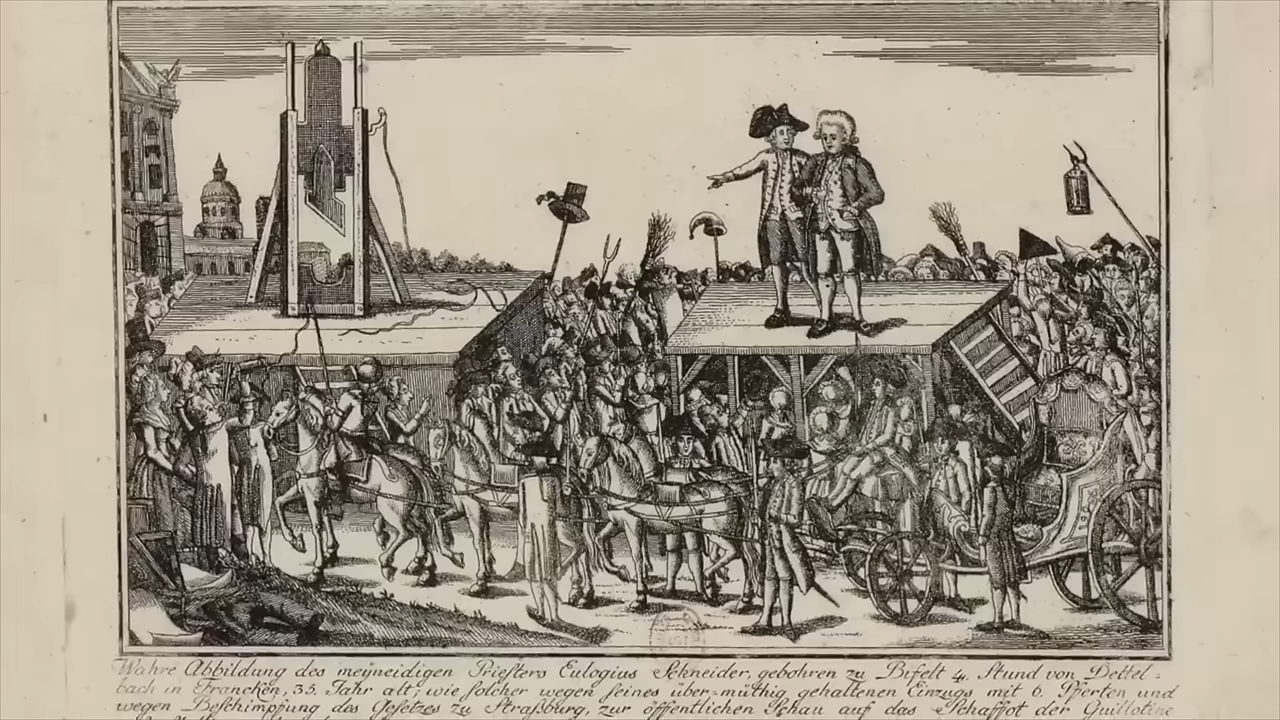 Wahre Abbildung des meyneidigen Priesters Eulogius Schneider, gebohren zu Bifelt 4. Stund von Dettel-
bach in Francken, 35. Jahr alt, wie solcher wegen seines über-müthig gehaltenen Einzugs mit 6. Pferten und
wegen Beschimpfung des Gesetzes zu Straßburg, zur öffentlichen Schau auf das Schaffot der Guillotine